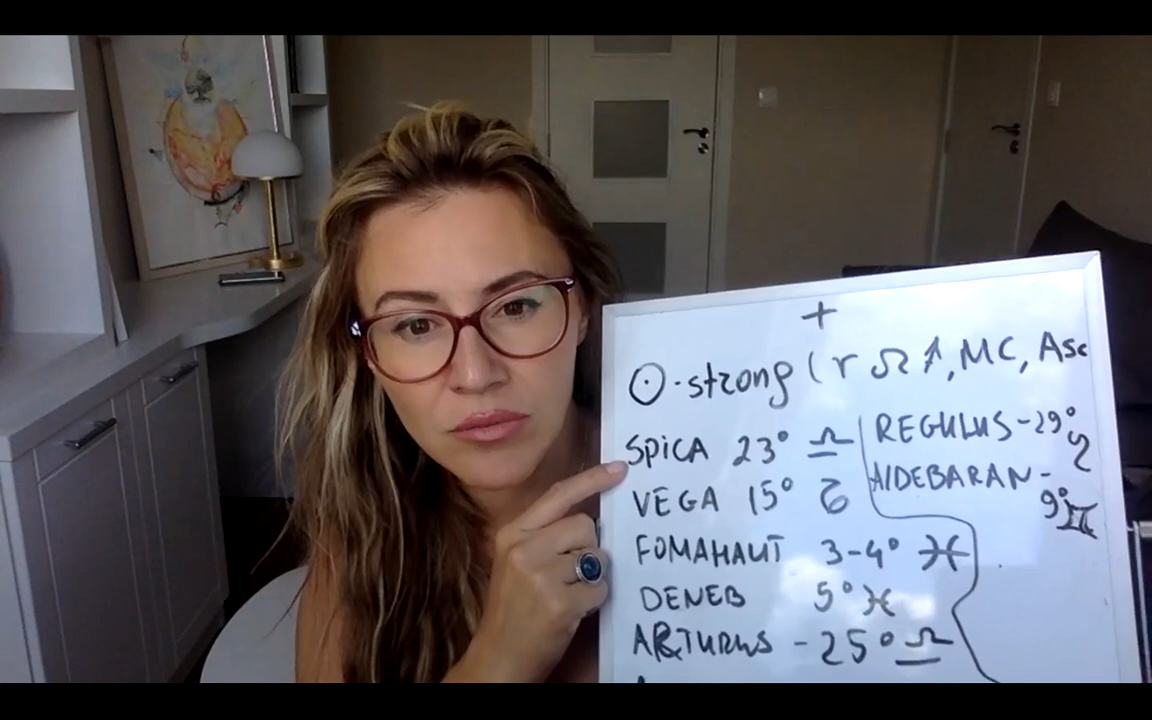 +
☉ - strong (♈ ♌ ♐, MC, Asc
SPICA 23° ♎
VEGA 15° ♑
FOMAHAUT 3-4° ♓
DENEB 5° ♓
ARTURUS - 25° ♎
REGULUS - 29° ♌
AlDEBARAN -
9° ♊